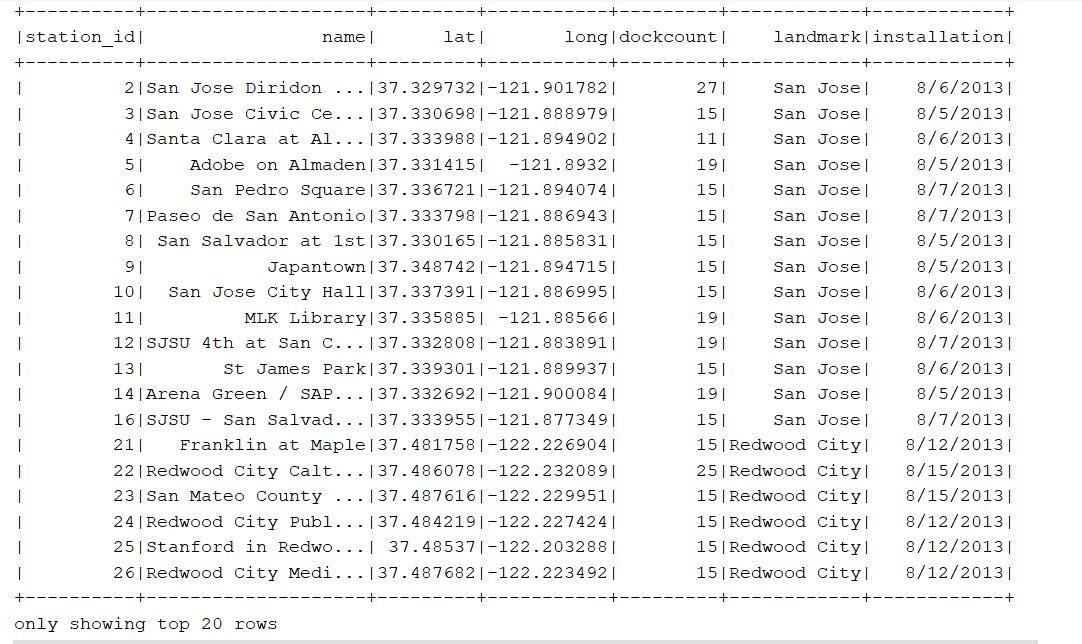 +----------+--------------------+---------+-----------+---------+------------+------------+
|station_id|                name|      lat|       long|dockcount|    landmark|installation|
+----------+--------------------+---------+-----------+---------+------------+------------+
|         2|San Jose Diridon ...|37.329732|-121.901782|       27|    San Jose|    8/6/2013|
|         3|San Jose Civic Ce...|37.330698|-121.888979|       15|    San Jose|    8/5/2013|
|         4|Santa Clara at Al...|37.333988|-121.894902|       11|    San Jose|    8/6/2013|
|         5|    Adobe on Almaden|37.331415|  -121.8932|       19|    San Jose|    8/5/2013|
|         6|    San Pedro Square|37.336721|-121.894074|       15|    San Jose|    8/7/2013|
|         7|Paseo de San Antonio|37.333798|-121.886943|       15|    San Jose|    8/7/2013|
|         8| San Salvador at 1st|37.330165|-121.885831|       15|    San Jose|    8/5/2013|
|         9|           Japantown|37.348742|-121.894715|       15|    San Jose|    8/5/2013|
|        10|  San Jose City Hall|37.337391|-121.886995|       15|    San Jose|    8/6/2013|
|        11|         MLK Library|37.335885| -121.88566|       19|    San Jose|    8/6/2013|
|        12|SJSU 4th at San C...|37.332808|-121.883891|       19|    San Jose|    8/7/2013|
|        13|       St James Park|37.339301|-121.889937|       15|    San Jose|    8/6/2013|
|        14|Arena Green / SAP...|37.332692|-121.900084|       19|    San Jose|    8/5/2013|
|        16|SJSU - San Salvad...|37.333955|-121.877349|       15|    San Jose|    8/7/2013|
|        21|   Franklin at Maple|37.481758|-122.226904|       15|Redwood City|   8/12/2013|
|        22|Redwood City Calt...|37.486078|-122.232089|       25|Redwood City|   8/15/2013|
|        23|San Mateo County ...|37.487616|-122.229951|       15|Redwood City|   8/15/2013|
|        24|Redwood City Publ...|37.484219|-122.227424|       15|Redwood City|   8/12/2013|
|        25|Stanford in Redwo...| 37.48537|-122.203288|       15|Redwood City|   8/12/2013|
|        26|Redwood City Medi...|37.487682|-122.223492|       15|Redwood City|   8/12/2013|
+----------+--------------------+---------+-----------+---------+------------+------------+
only showing top 20 rows